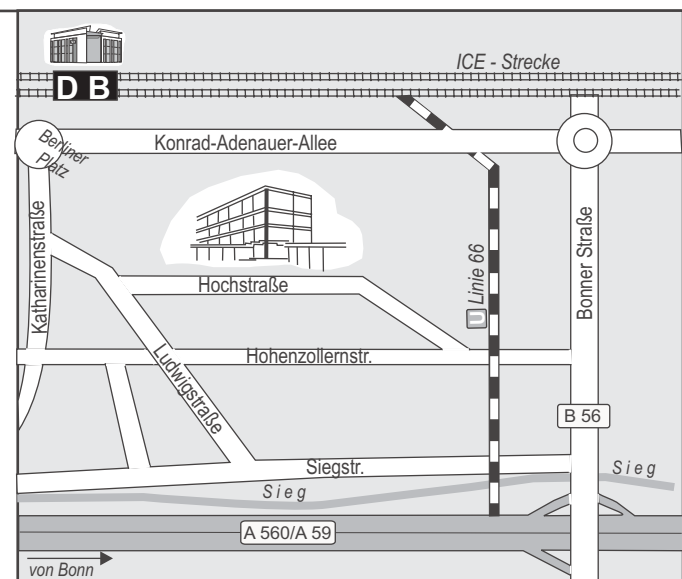 ICE - Strecke
D B
Berliner
Platz
Konrad-Adenauer-Allee
Katharinenstraße
Hochstraße
U Linie 66
Bonner Straße
Hohenzollernstr.
Ludwigstraße
B 56
Siegstr.
Sieg
Sieg
A 560/A 59
von Bonn